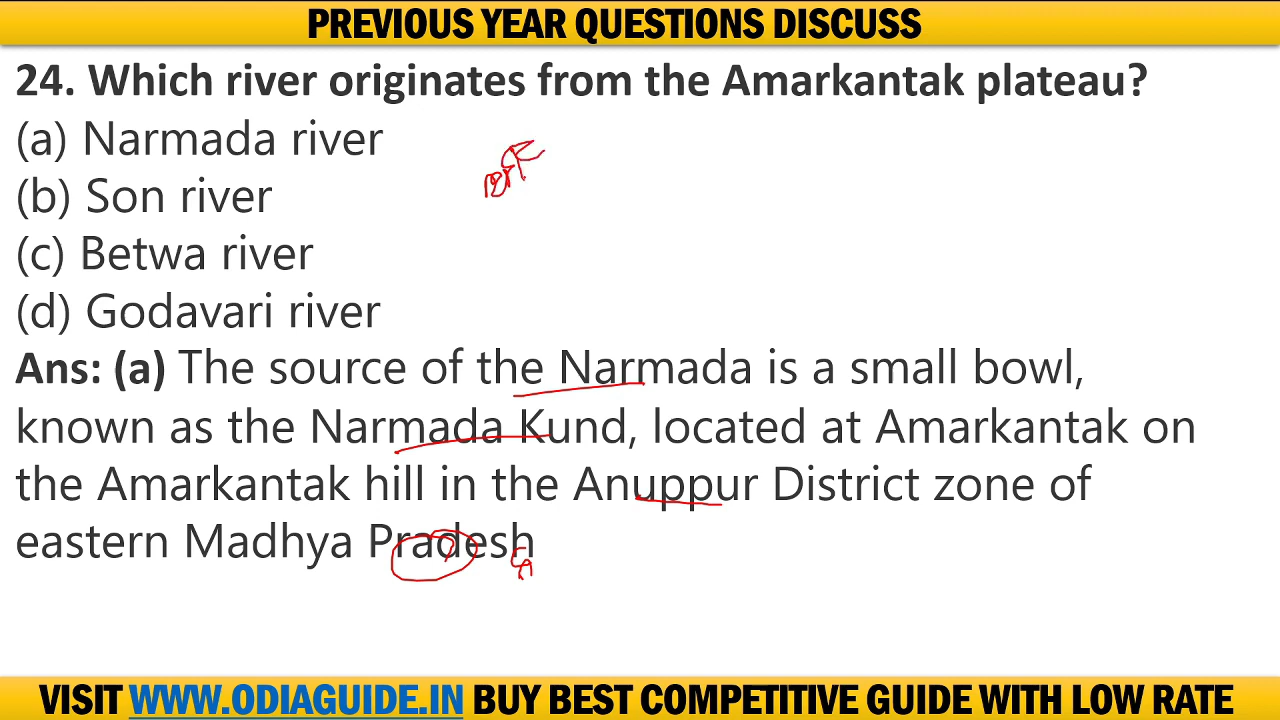 PREVIOUS YEAR QUESTIONS DISCUSS
24. Which river originates from the Amarkantak plateau?
(a) Narmada river
(b) Son river
(c) Betwa river
(d) Godavari river
Ans: (a) The source of the Narmada is a small bowl,
known as the Narmada Kund, located at Amarkantak on
the Amarkantak hill in the Anuppur District zone of
eastern Madhya Pradesh
VISIT WWW.ODIAGUIDE.IN BUY BEST COMPETITIVE GUIDE WITH LOW RATE